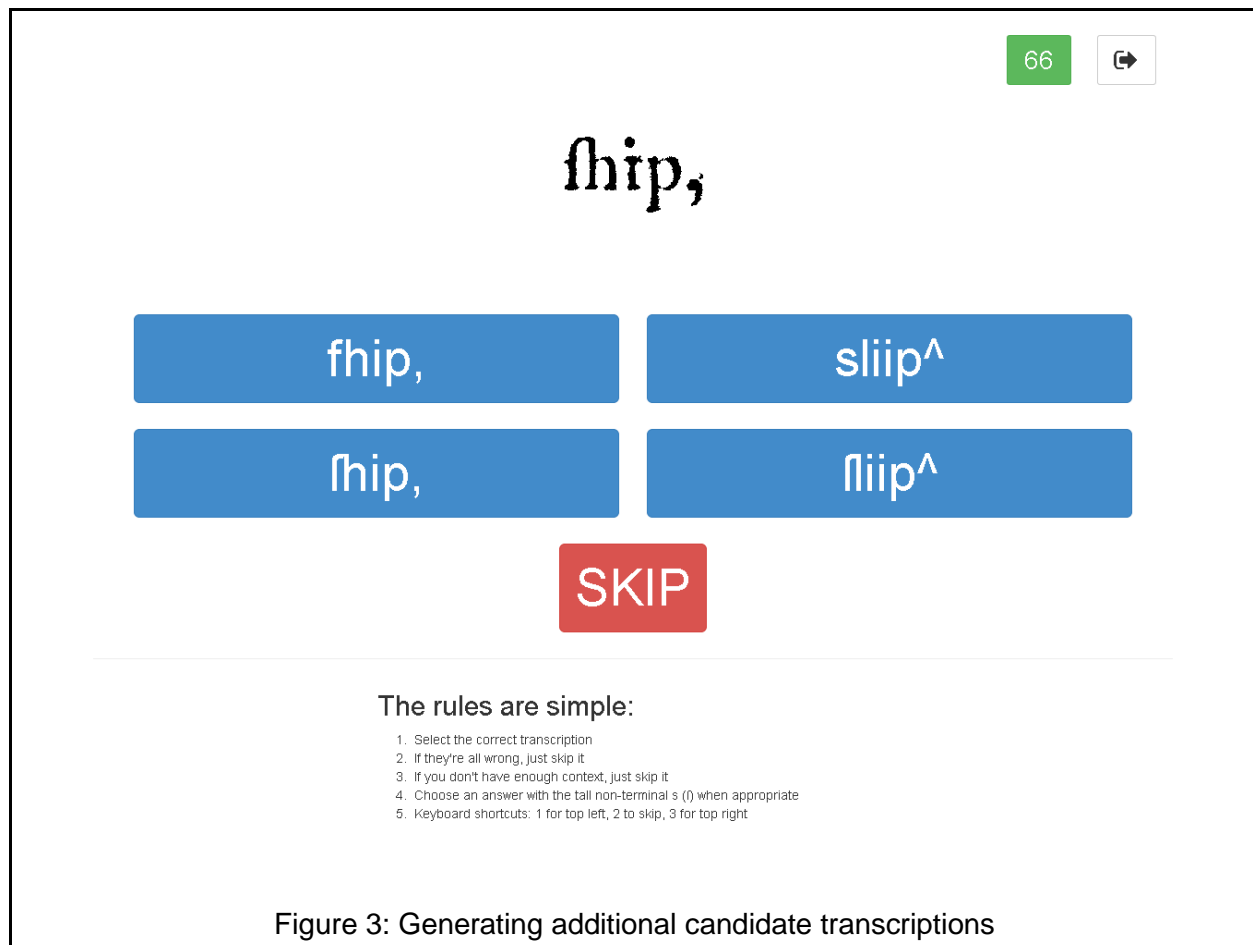 66
ſhip,
fhip,
sliip^
ſhip,
ſliip^
SKIP
The rules are simple:
1. Select the correct transcription
2. If they're all wrong, just skip it
3. If you don't have enough context, just skip it
4. Choose an answer with the tall non-terminal s (ſ) when appropriate
5. Keyboard shortcuts: 1 for top left, 2 to skip, 3 for top right
Figure 3: Generating additional candidate transcriptions